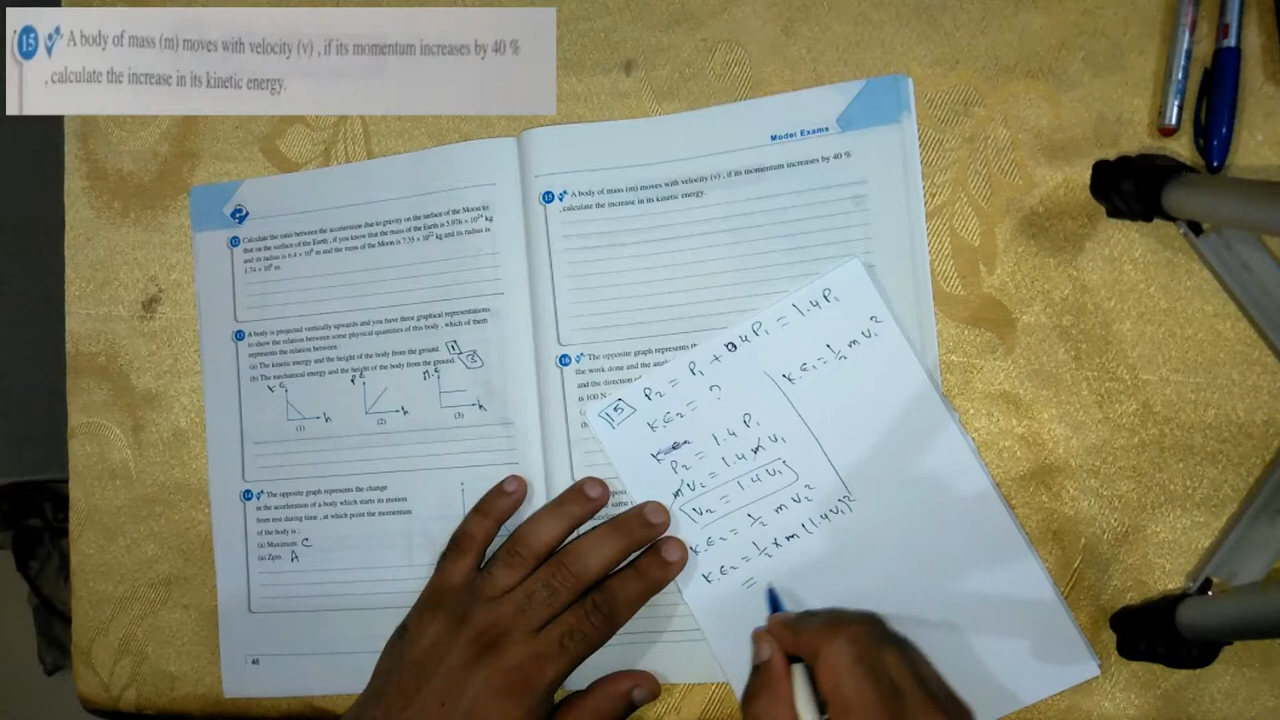 15 A body of mass (m) moves with velocity (v) , if its momentum increases by 40 %
, calculate the increase in its kinetic energy.
Model Exams
12 Calculate the ratio between the acceleration due to gravity on the surface of the Moon to
that on the surface of the Earth , if you know that the mass of the Earth is 5.976 × 10²⁴ kg
and its radius is 6.4 × 10⁶ m and the mass of the Moon is 7.35 × 10²² kg and its radius is
1.74 × 10⁶ m.
13 A body is projected vertically upwards and you have three graphical representations
to show the relation between some physical quantities of this body , which of them
represents the relation between :
(a) The kinetic energy and the height of the body from the ground. 1
(b) The mechanical energy and the height of the body from the ground. 3
K.E
h
(1)
P.E
h
(2)
M.E
h
(3)
14 The opposite graph represents the change
in the acceleration of a body which starts its motion
from rest during time , at which point the momentum
of the body is :
(a) Maximum. C
(a) Zero. A
46
15 A body of mass (m) moves with velocity (v) , if its momentum increases by 40 %
, calculate the increase in its kinetic energy.
16 The opposite graph represents
the work done and the
and the direction
is 100 N
15 P₂ = P₁ + 0.4 P₁ = 1.4 P₁
K.E₂ = ?
P₂ = 1.4 P₁
m V₂ = 1.4 m V₁
V₂ = 1.4 V₁
K.E₂ = ½ m V₂²
K.E₂ = ½ × m (1.4 V₁)²
=
K.E₁ = ½ m V₁²